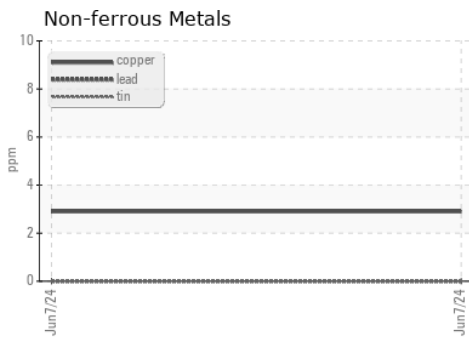 Non-ferrous Metals
10
8
6
4
2
0
ppm
copper
lead
tin
Jun7/24
Jun7/24